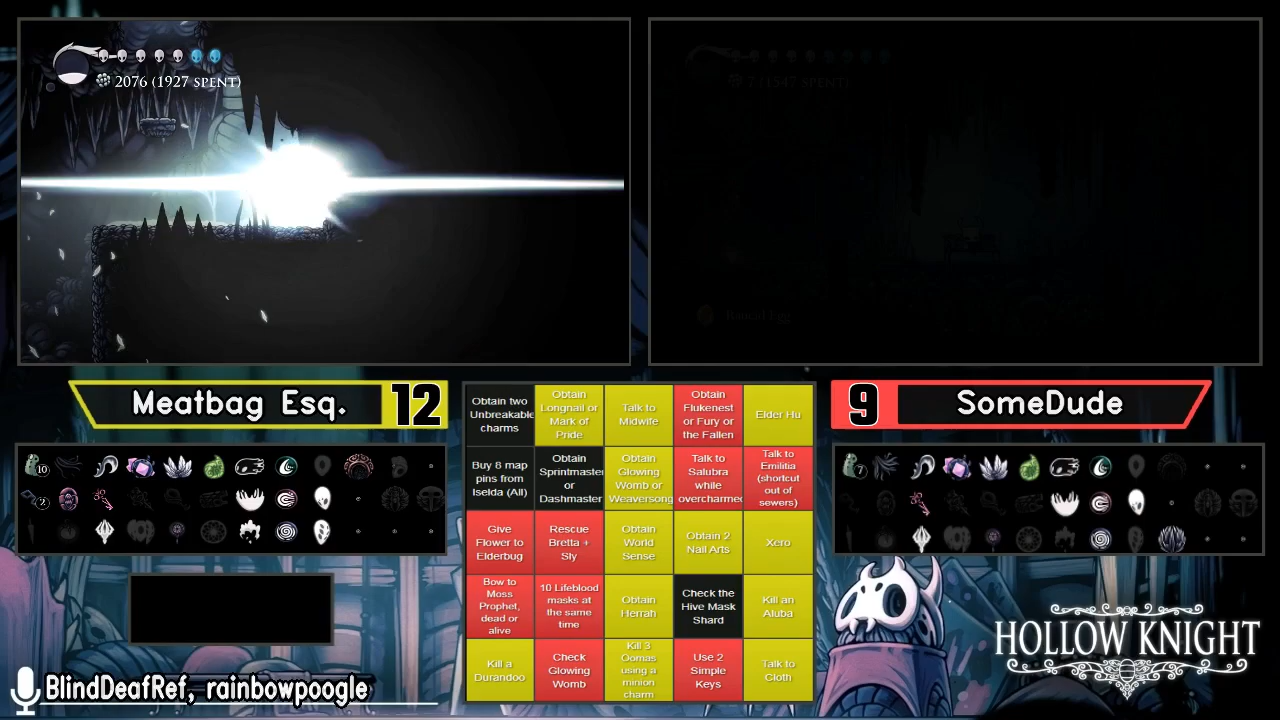 2076 (1927 SPENT)
7 (1347 SPENT)
Meatbag Esq.
12
9
SomeDude
10
2
7
Obtain two
Unbreakable
charms
Obtain
Longnail or
Mark of
Pride
Talk to
Midwife
Obtain
Flukenest
or Fury or
the Fallen
Elder Hu
Buy 8 map
pins from
Iselda (All)
Obtain
Sprintmaster
or
Dashmaster
Obtain
Glowing
Womb or
Weaversong
Talk to
Salubra
while
overcharmed
Talk to
Emilitia
(shortcut
out of
sewers)
Give
Flower to
Elderbug
Rescue
Bretta +
Sly
Obtain
World
Sense
Obtain 2
Nail Arts
Xero
Bow to
Moss
Prophet,
dead or
alive
10 Lifeblood
masks at
the same
time
Obtain
Herrah
Check the
Hive Mask
Shard
Kill an
Aluba
Kill a
Durandoo
Check
Glowing
Womb
Kill 3
Oomas
using a
minion
charm
Use 2
Simple
Keys
Talk to
Cloth
BlindDeafRef, rainbowpoogle
HOLLOW KNIGHT